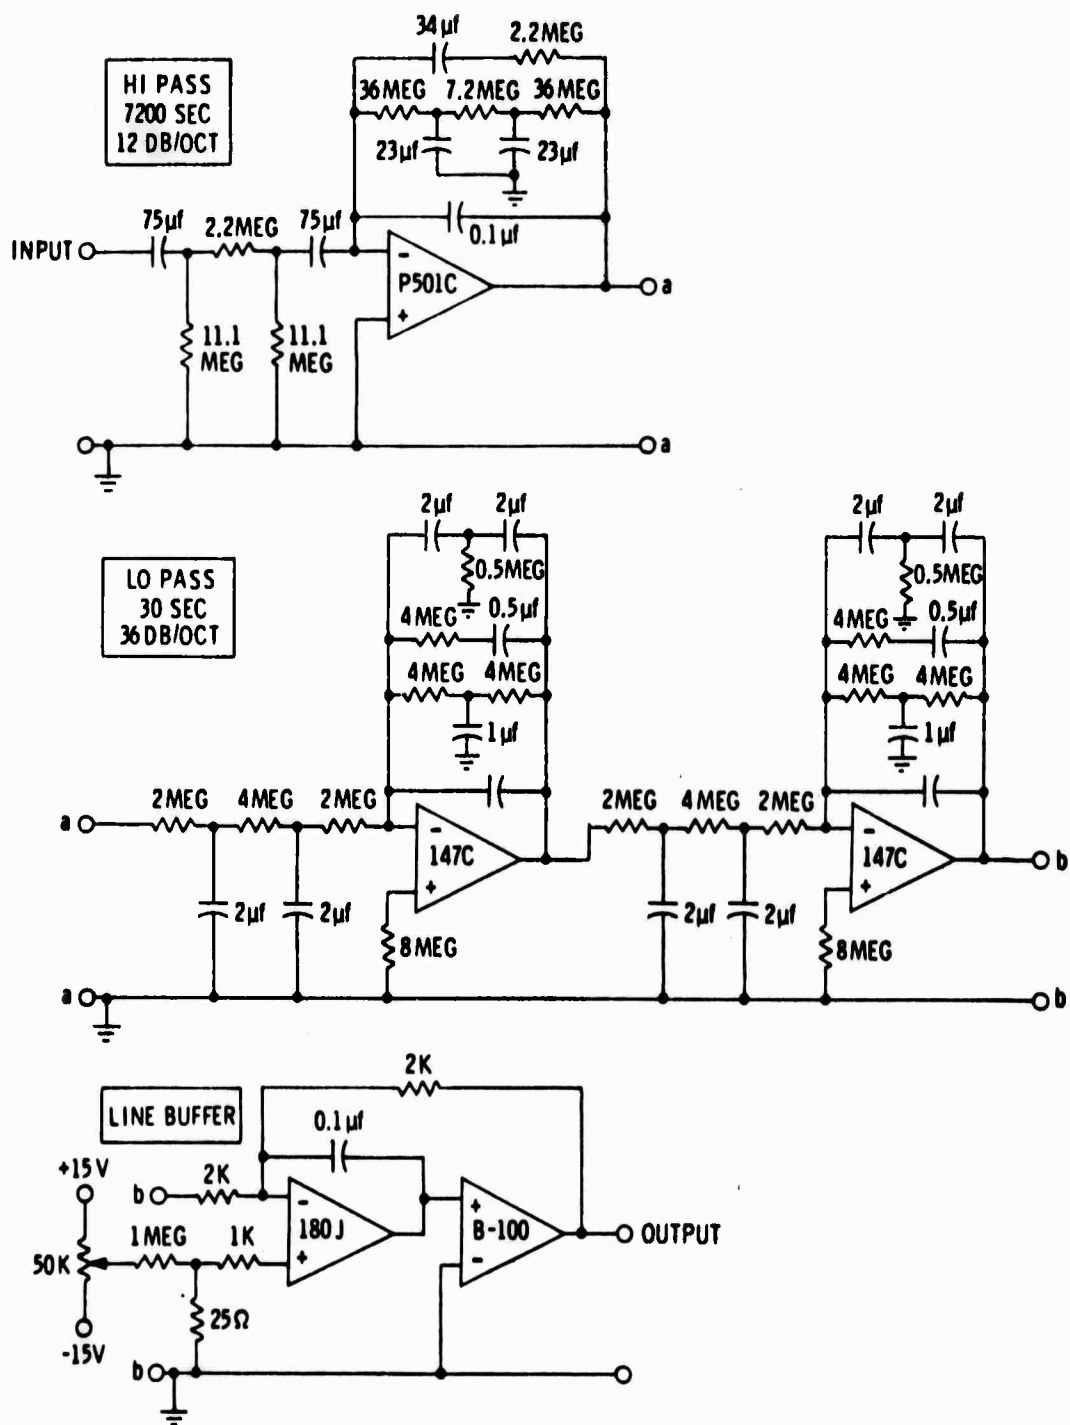 34µf
2.2MEG
HI PASS
7200 SEC
12 DB/OCT
36MEG 7.2MEG 36MEG
23µf
23µf
75µf
2.2MEG
75µf
0.1µf
INPUT
-
P501C
+
a
11.1
MEG
11.1
MEG
a
2µf 2µf
2µf 2µf
LO PASS
30 SEC
36 DB/OCT
0.5MEG
0.5MEG
4MEG 0.5µf
4MEG 0.5µf
4MEG 4MEG
4MEG 4MEG
1µf
1µf
2MEG 4MEG 2MEG
2MEG 4MEG 2MEG
a
-
147C
+
-
147C
+
b
2µf
2µf
8MEG
2µf
2µf
8MEG
a
b
2K
LINE BUFFER
0.1µf
+15V
b
2K
-
180J
+
+
B-100
-
OUTPUT
1MEG
1K
50K
25Ω
-15V
b